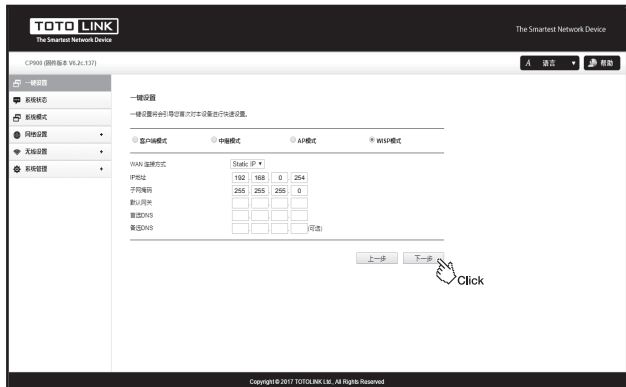 TOTO LINK
The Smartest Network Device
The Smartest Network Device
CP900 (固件版本 V6.2c.137)
语言
帮助
一键设置
系统状态
系统模式
网络设置 +
无线设置 +
系统管理 +
一键设置
一键设置将会引导您首次对本设备进行快速设置。
客户端模式 中继模式 AP模式 WISP模式
WAN 连接方式 Static IP ▼
IP地址 192 . 168 . 0 . 254
子网掩码 255 . 255 . 255 . 0
默认网关
首选DNS
备选DNS (可选)
上一步 下一步
Click
Copyright © 2017 TOTOLINK Ltd., All Rights Reserved